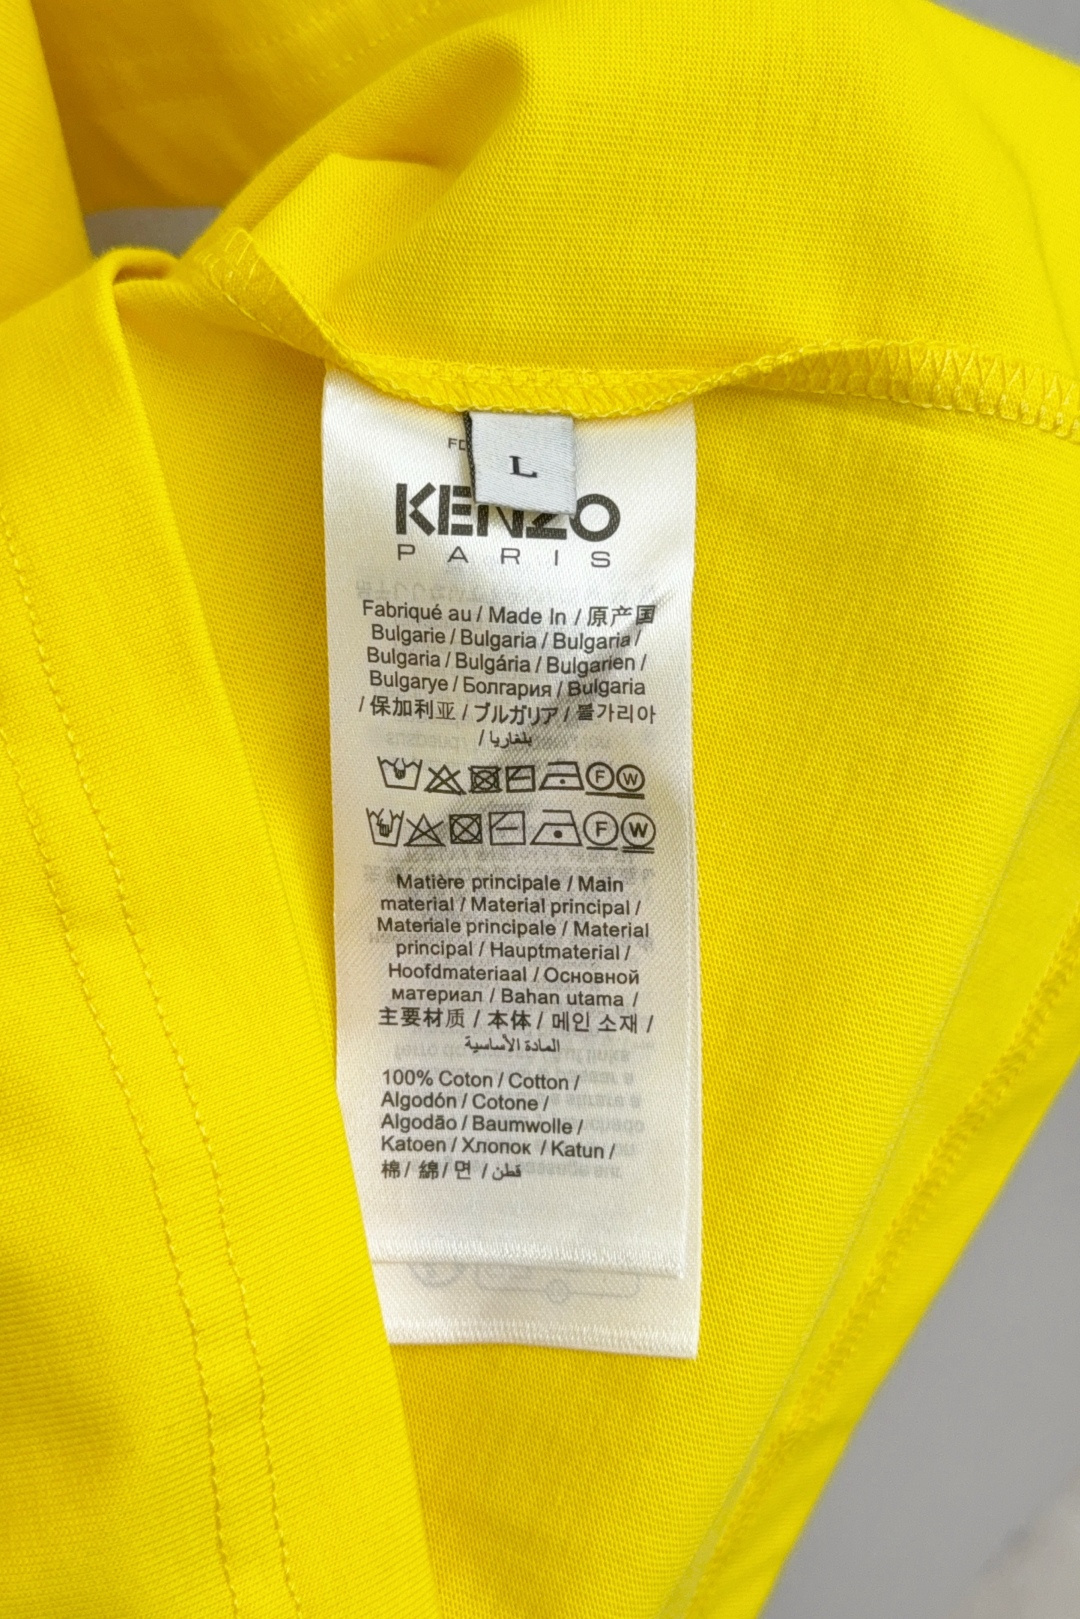 L
KENZO
PARIS
Fabriqué au / Made In / 原产国
Bulgarie / Bulgaria / Bulgaria /
Bulgaria / Bulgária / Bulgarien /
Bulgarye / Болгария / Bulgaria
/ 保加利亚 / ブルガリア / 불가리아
/ بلغاريا
F W
F W
Matière principale / Main
material / Material principal /
Materiale principale / Material
principal / Hauptmaterial /
Hoofdmateriaal / Основной
материал / Bahan utama /
主要材质 / 本体 / 메인 소재 /
المادة الأساسية
100% Coton / Cotton /
Algodón / Cotone /
Algodão / Baumwolle /
Katoen / Хлопок / Katun /
棉 / 綿 / 면 / قطن